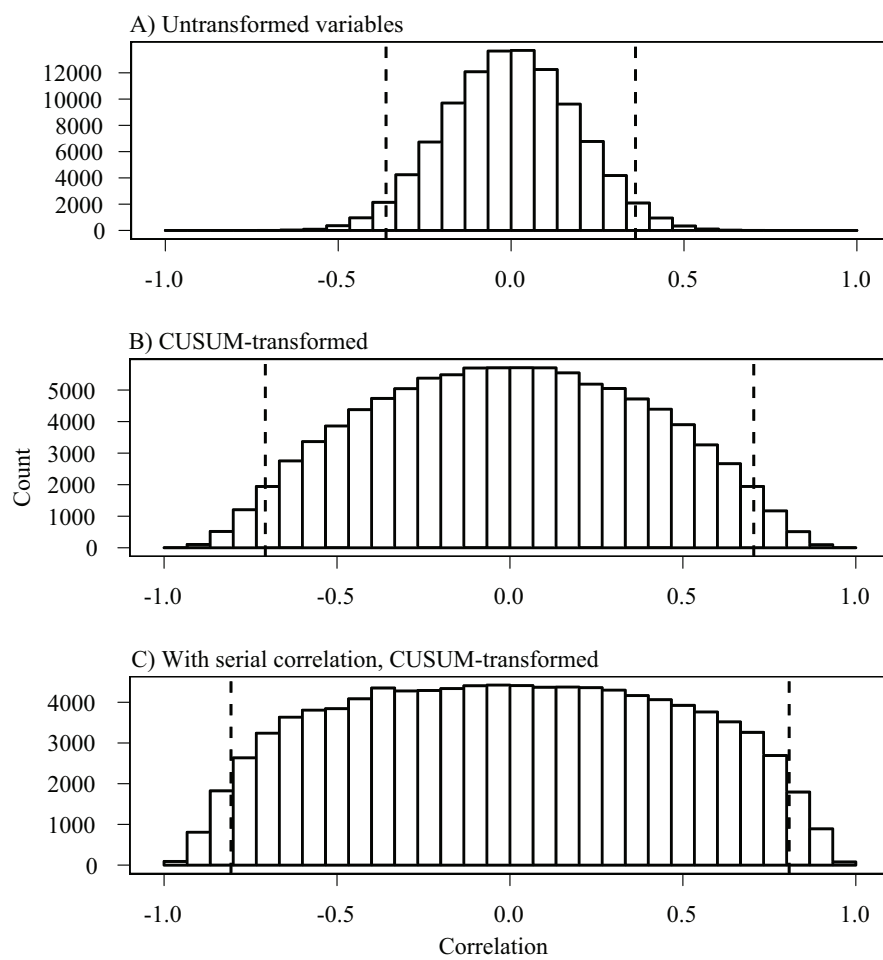 A) Untransformed variables
12000
10000
8000
6000
4000
2000
0
-1.0 -0.5 0.0 0.5 1.0
B) CUSUM-transformed
5000
4000
3000
2000
1000
0
Count
-1.0 -0.5 0.0 0.5 1.0
C) With serial correlation, CUSUM-transformed
4000
3000
2000
1000
0
-1.0 -0.5 0.0 0.5 1.0
Correlation